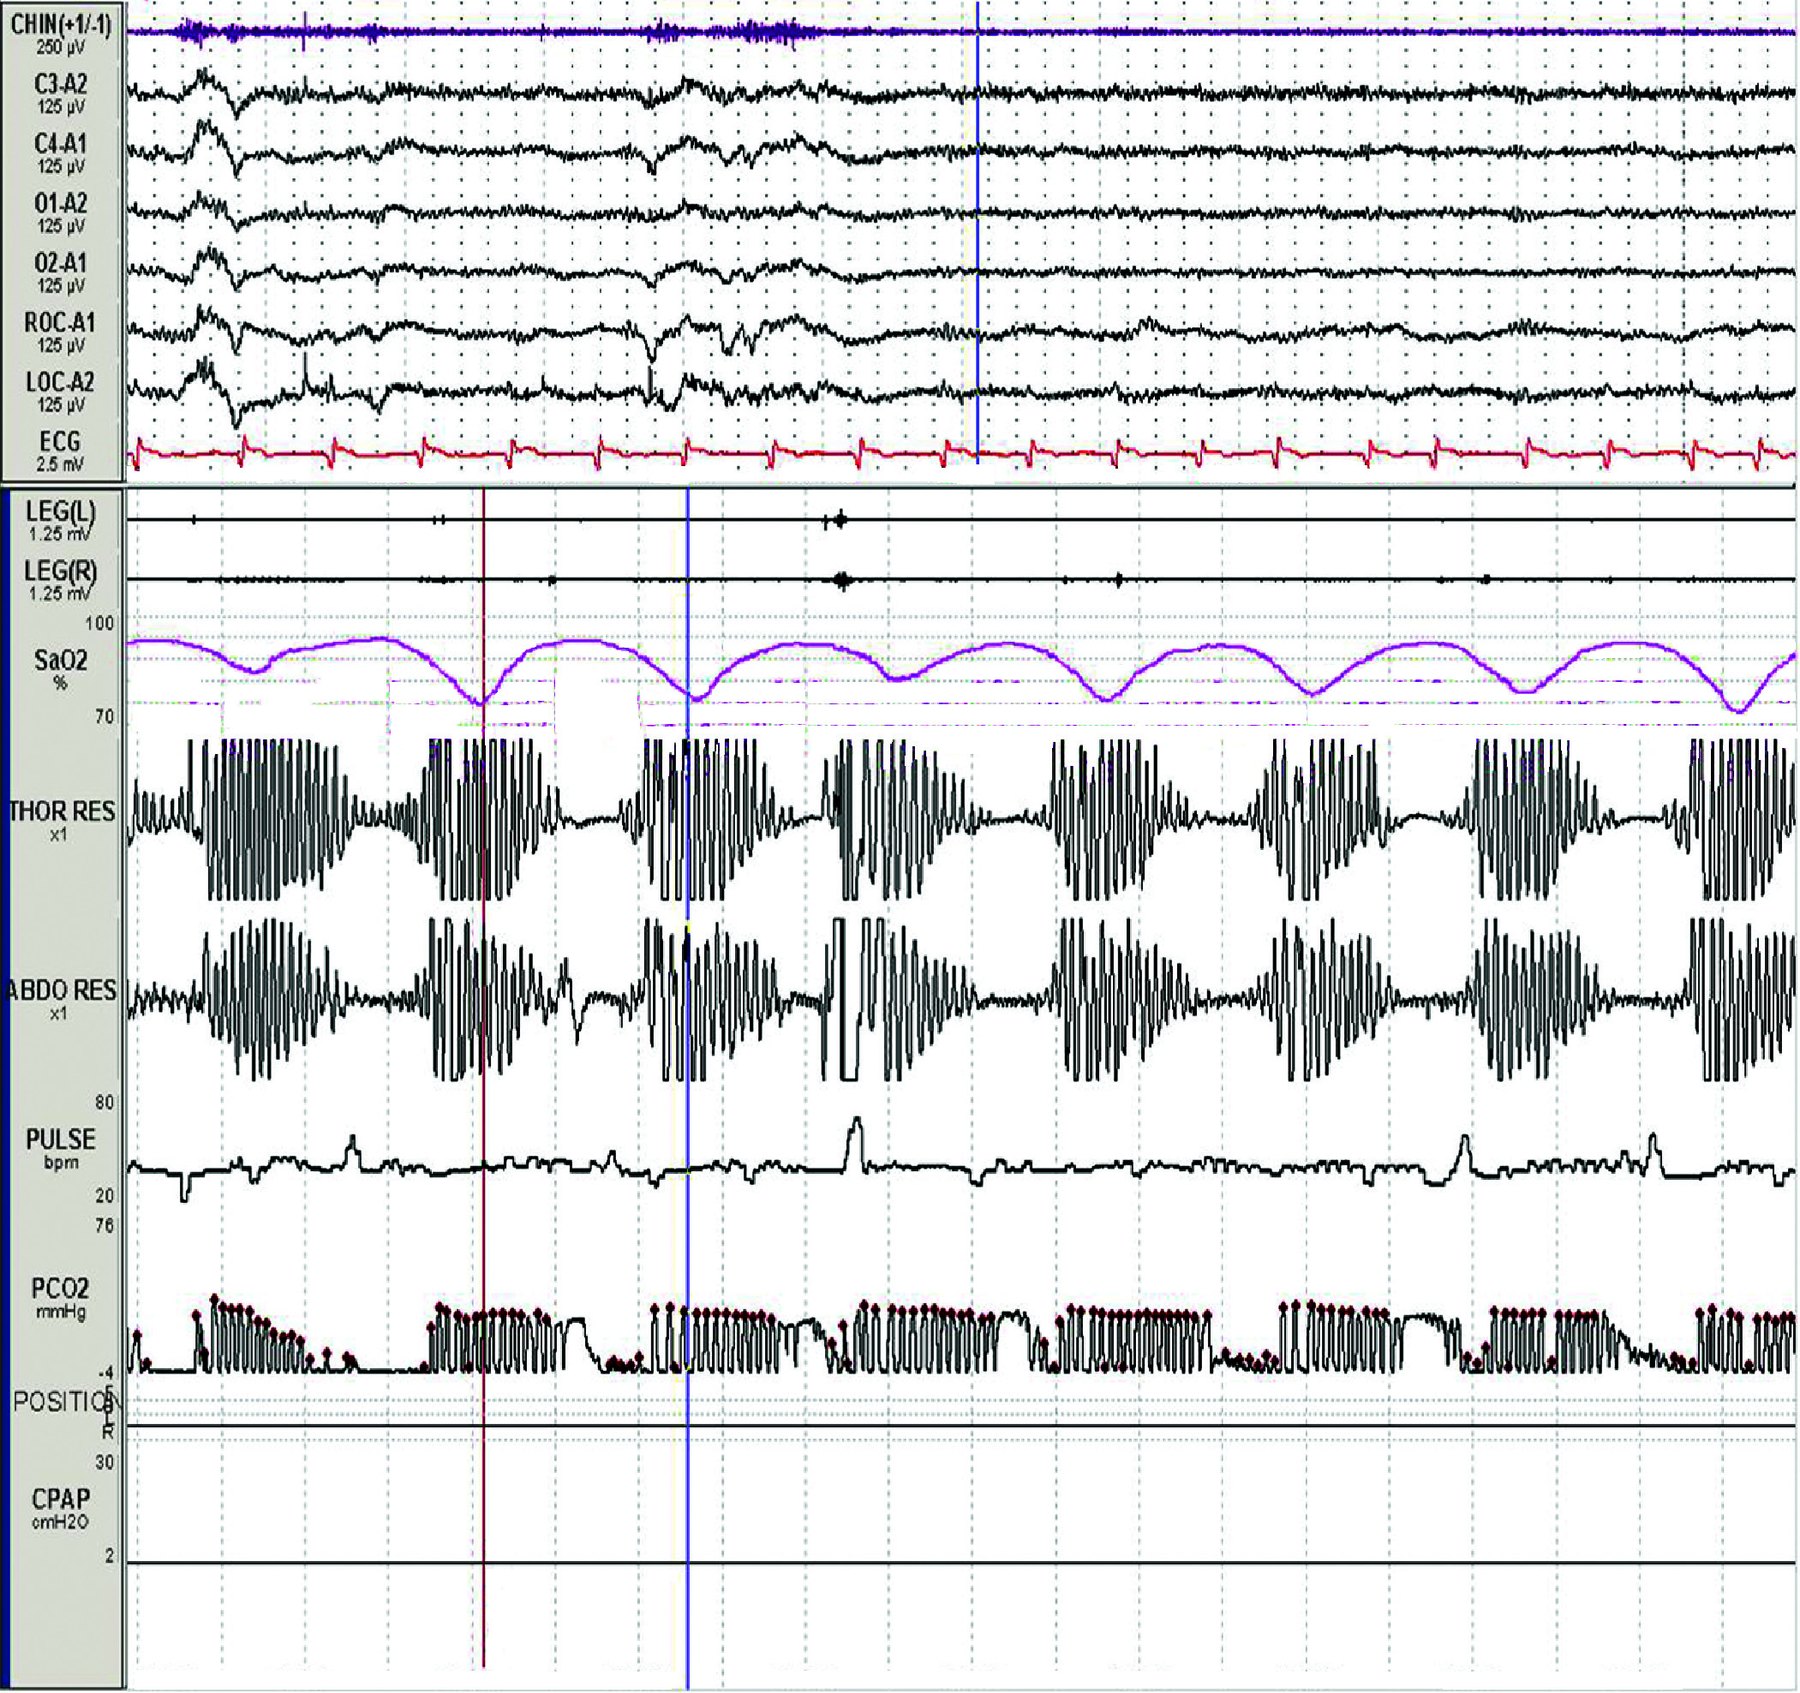 CHIN(+1/-1)
250 µV
C3-A2
125 µV
C4-A1
125 µV
O1-A2
125 µV
O2-A1
125 µV
ROC-A1
125 µV
LOC-A2
125 µV
ECG
2.5 mV
LEG(L)
1.25 mV
LEG(R)
1.25 mV
100
SaO2
%
70
THOR RES
x1
ABDO RES
x1
80
PULSE
bpm
20
76
PCO2
mmHg
-4
POSITION
R
30
CPAP
cmH2O
2